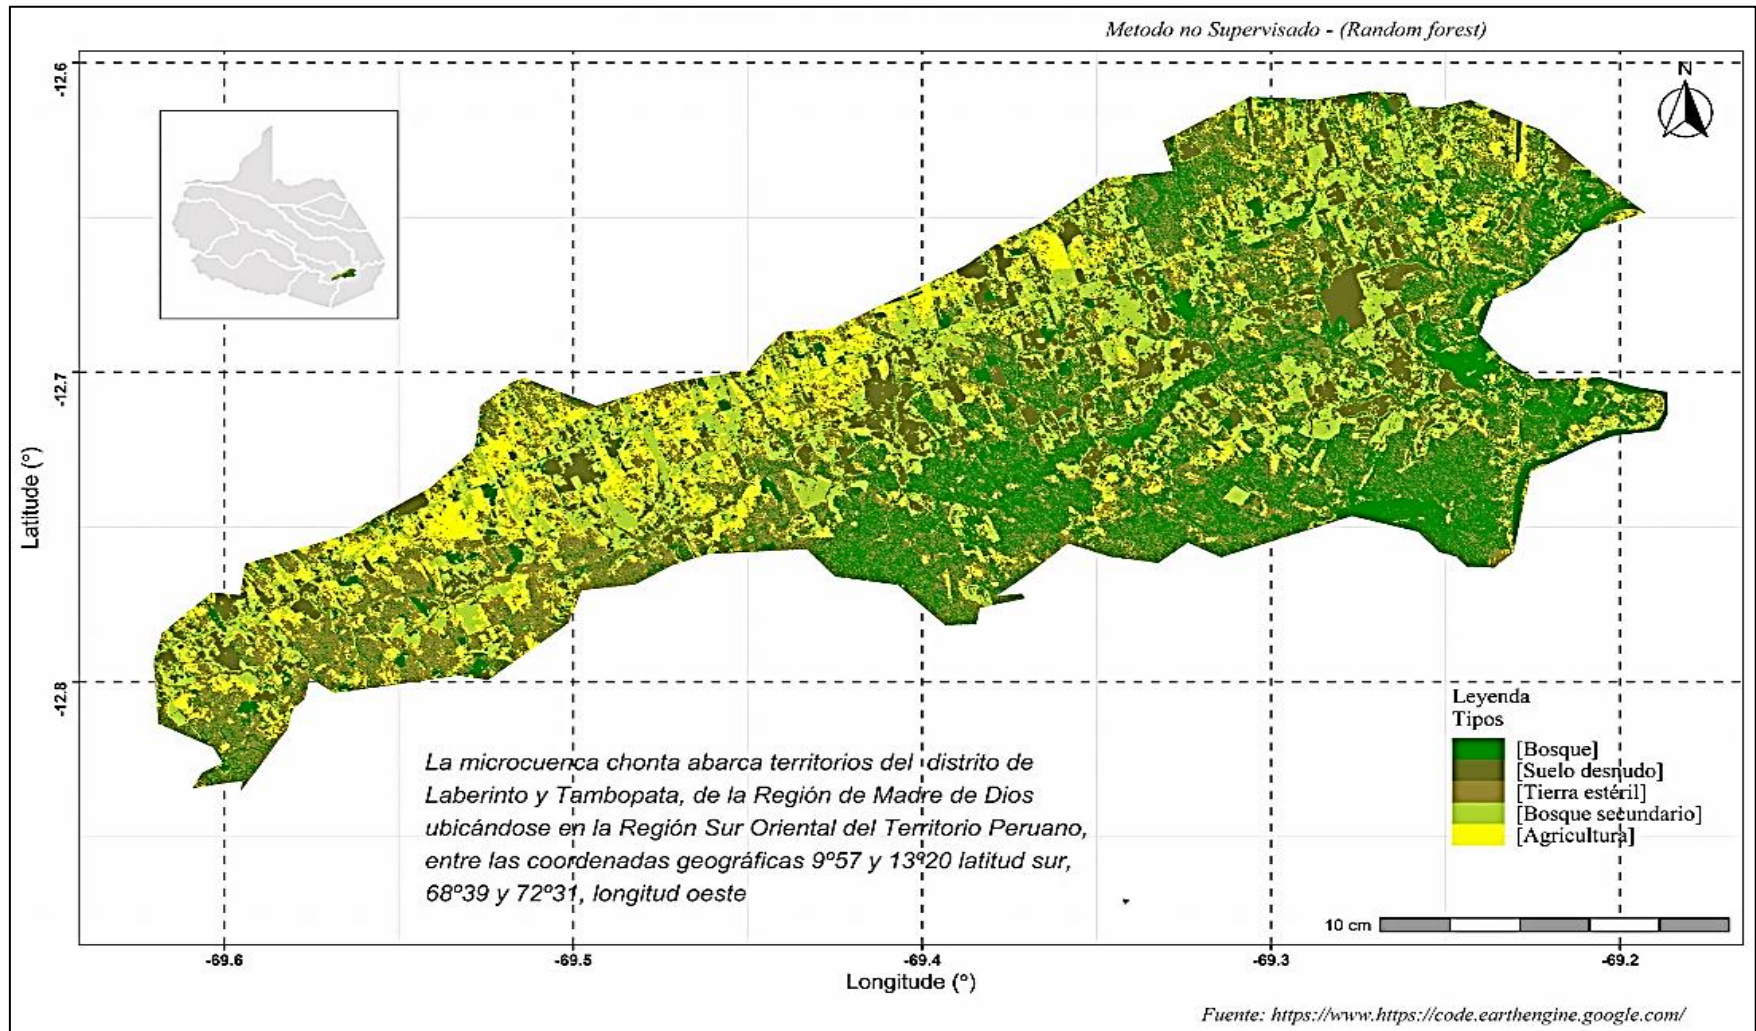 Metodo no Supervisado - (Random forest)
N
-12.6
-12.7
-12.8
Latitude (°)
La microcuenca chonta abarca territorios del distrito de
Laberinto y Tambopata, de la Región de Madre de Dios
ubicándose en la Región Sur Oriental del Territorio Peruano,
entre las coordenadas geográficas 9º57 y 13º20 latitud sur,
68º39 y 72º31, longitud oeste
Leyenda
Tipos
[Bosque]
[Suelo desnudo]
[Tierra estéril]
[Bosque secundario]
[Agricultura]
10 cm
-69.6
-69.5
-69.4
-69.3
-69.2
Longitude (°)
Fuente: https://www.https://code.earthengine.google.com/